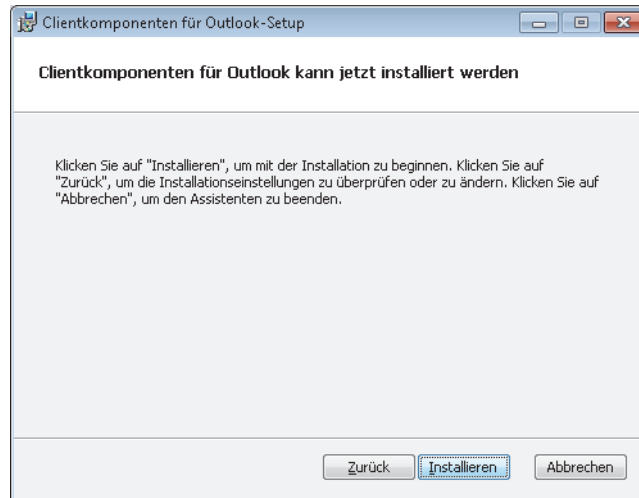 Clientkomponenten für Outlook-Setup
Clientkomponenten für Outlook kann jetzt installiert werden
Klicken Sie auf "Installieren", um mit der Installation zu beginnen. Klicken Sie auf
"Zurück", um die Installationseinstellungen zu überprüfen oder zu ändern. Klicken Sie auf
"Abbrechen", um den Assistenten zu beenden.
Zurück Installieren Abbrechen